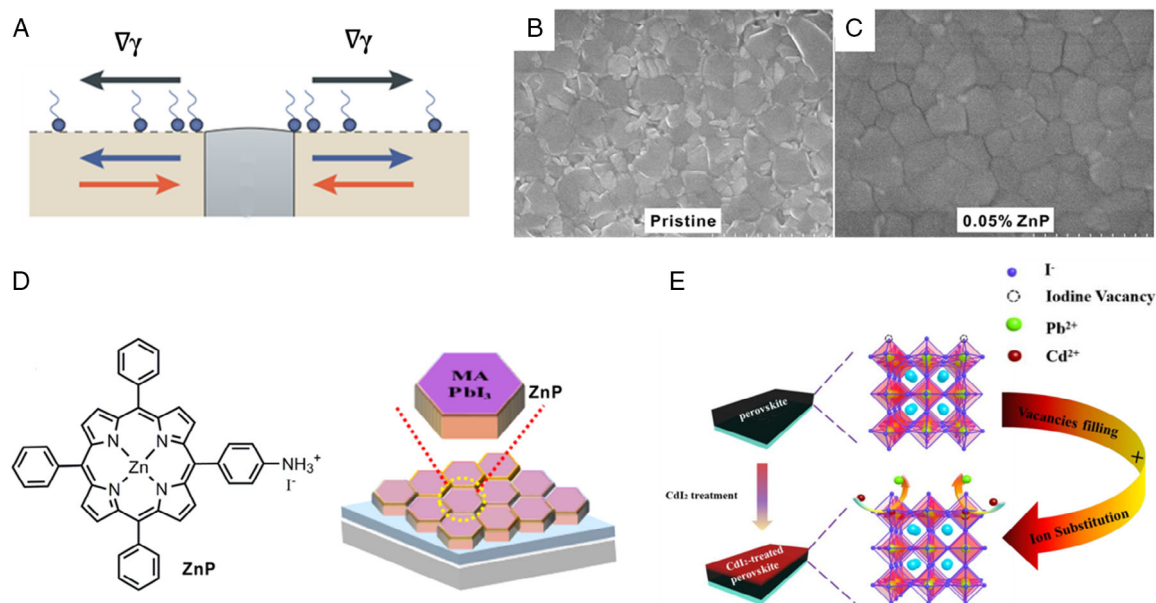 A
∇γ
∇γ
B
Pristine
C
0.05% ZnP
D
N
N
Zn
N
N
NH₃⁺
I⁻
ZnP
MA
PbI₃
ZnP
E
I⁻
Iodine Vacancy
Pb²⁺
Cd²⁺
perovskite
CdI₂ treatment
CdI₂-treated
perovskite
Vacancies filling
+
Ion Substitution